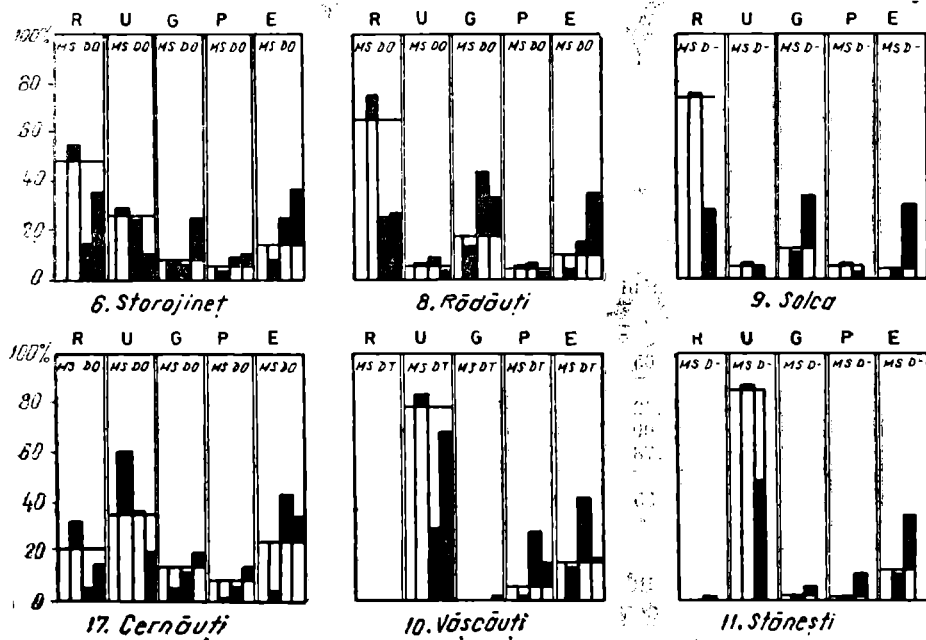 R U G P E
R U G P E
R U G P E
100% MS DO MS DO MS DO MS DO MS DO
MS DO MS DO MS DO MS DO MS DO
MS D- MS D- MS D- MS D- MS D-
80
60
40
20
0
6. Storojineț
8. Rădăuți
9. Solca
R U G P E
R U G P E
R U G P E
100% MS DO MS DO MS DO MS DO MS DO
MS DT MS DT MS DT MS DT
MS D- MS D- MS D- MS D- MS D-
80
60
40
20
0
17. Cernăuți
10. Văscăuți
11. Stănești